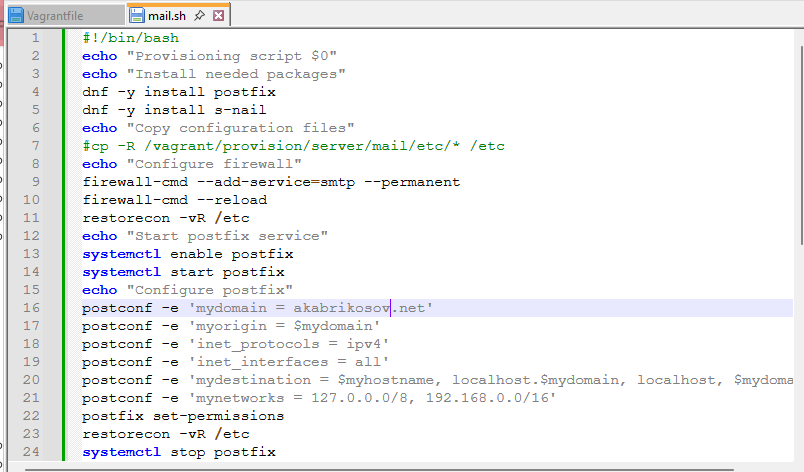 Vagrantfile mail.sh
1 #!/bin/bash
2 echo "Provisioning script $0"
3 echo "Install needed packages"
4 dnf -y install postfix
5 dnf -y install s-nail
6 echo "Copy configuration files"
7 #cp -R /vagrant/provision/server/mail/etc/* /etc
8 echo "Configure firewall"
9 firewall-cmd --add-service=smtp --permanent
10 firewall-cmd --reload
11 restorecon -vR /etc
12 echo "Start postfix service"
13 systemctl enable postfix
14 systemctl start postfix
15 echo "Configure postfix"
16 postconf -e 'mydomain = akabrikosov.net'
17 postconf -e 'myorigin = $mydomain'
18 postconf -e 'inet_protocols = ipv4'
19 postconf -e 'inet_interfaces = all'
20 postconf -e 'mydestination = $myhostname, localhost.$mydomain, localhost, $mydoma
21 postconf -e 'mynetworks = 127.0.0.0/8, 192.168.0.0/16'
22 postfix set-permissions
23 restorecon -vR /etc
24 systemctl stop postfix